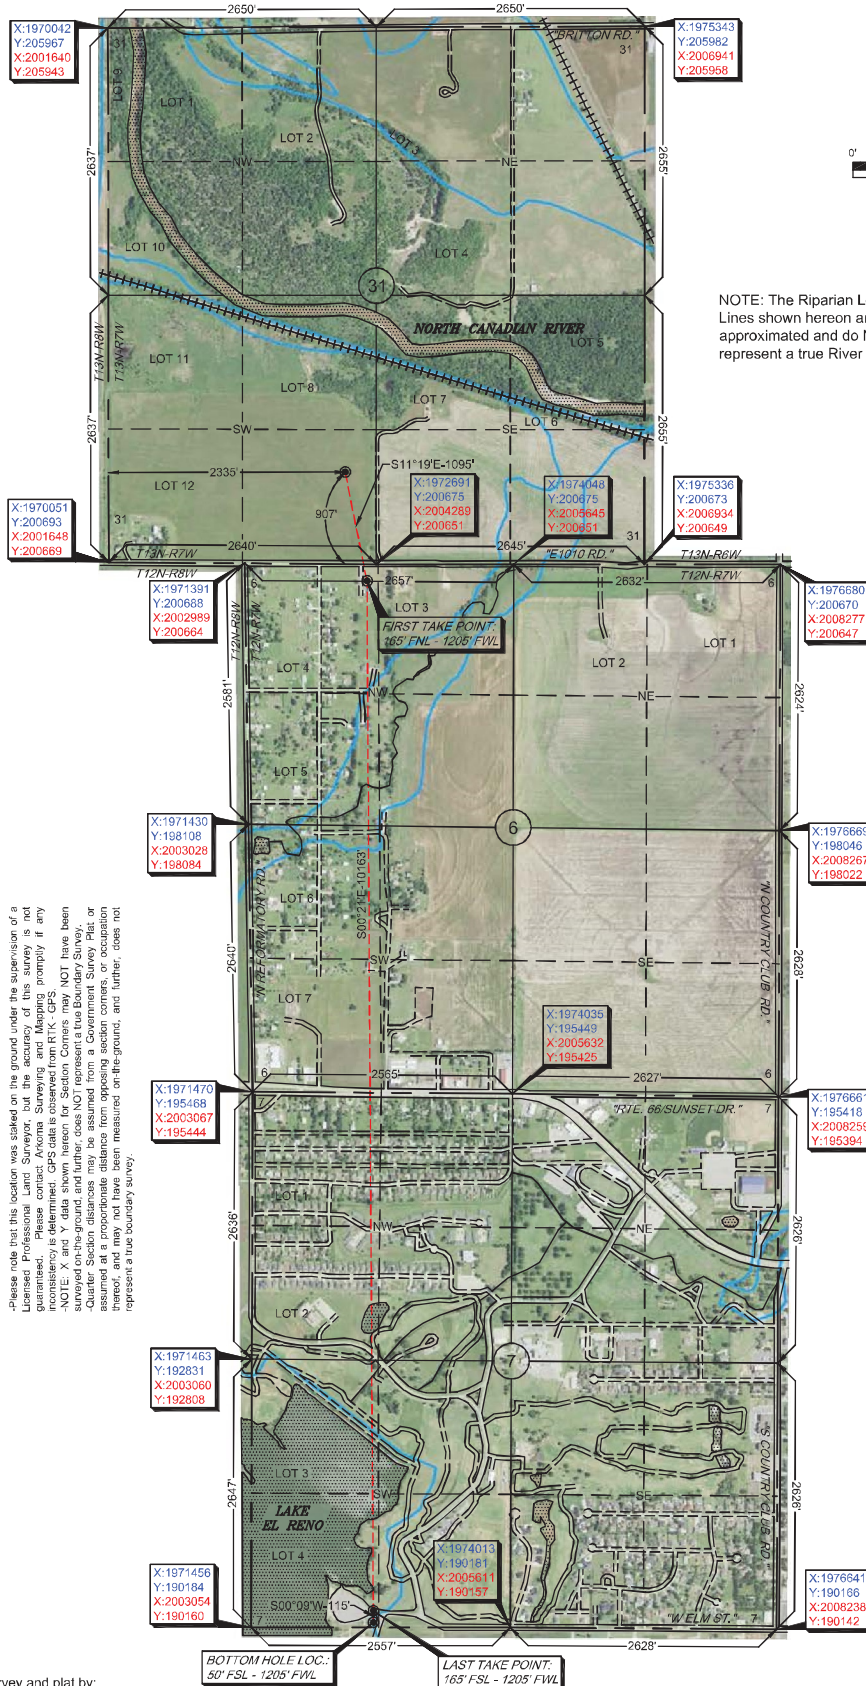 2650'
2650'
X:1970042
Y:205967
X:2001640
Y:205943
X:1975343
Y:205982
X:2006941
Y:205958
"BRITTON RD."
31
31
LOT 9
LOT 1
LOT 2
LOT 3
NW
NE
2637'
2655'
0'
LOT 10
LOT 4
31
NORTH CANADIAN RIVER
LOT 5
NOTE: The Riparian L
Lines shown hereon ar
approximated and do N
represent a true River
T13N-R8W
T13N-R7W
LOT 11
LOT 8
LOT 7
LOT 6
SW
SE
2637'
2655'
2335'
S11°19'E-1095'
LOT 12
907'
X:1972691
Y:200675
X:2004289
Y:200651
X:1974048
Y:200675
X:2005645
Y:200651
X:1975336
Y:200673
X:2006934
Y:200649
X:1970051
Y:200693
X:2001648
Y:200669
31
31
T13N-R7W
T12N-R8W
2640'
2645'
"E1010 RD."
T13N-R6W
T12N-R7W
6
2657'
2632'
6
X:1971391
Y:200688
X:2002989
Y:200664
T12N-R8W
T12N-R7W
LOT 3
FIRST TAKE POINT:
165' FNL - 1205' FWL
X:1976680
Y:200670
X:2008277
Y:200647
LOT 4
LOT 2
LOT 1
NW
NE
2581'
2624'
LOT 5
X:1971430
Y:198108
X:2003028
Y:198084
6
X:1976669
Y:198046
X:2008267
Y:198022
S00°21'E-10163'
"N REFORMATORY RD."
LOT 6
SW
SE
2640'
2628'
"N COUNTRY CLUB RD."
LOT 7
X:1974035
Y:195449
X:2005632
Y:195425
6
2565'
2627'
6
X:1971470
Y:195468
X:2003067
Y:195444
7
"RTE. 66/SUNSET DR."
7
X:1976661
Y:195418
X:2008259
Y:195394
-Please note that this location was staked on the ground under the supervision of a
Licensed Professional Land Surveyor, but the accuracy of this survey is not
guaranteed. Please contact Arkoma Surveying and Mapping promptly if any
inconsistency is determined. GPS data is observed from RTK - GPS.
-NOTE: X and Y data shown hereon for Section Corners may NOT have been
surveyed on-the-ground, and further, does NOT represent a true Boundary Survey.
-Quarter Section distances may be assumed from a Government Survey Plat or
assumed at a proportionate distance from opposing section corners, or occupation
thereof, and may not have been measured on-the-ground, and further, does not
represent a true boundary survey.
LOT 1
NW
NE
2636'
2626'
LOT 2
X:1971463
Y:192831
X:2003060
Y:192808
7
LOT 3
SW
SE
2647'
2628'
"S COUNTRY CLUB RD."
LAKE
EL RENO
LOT 4
X:1974013
Y:190181
X:2005611
Y:190157
X:1971456
Y:190184
X:2003054
Y:190160
S00°09'W-115'
X:1976641
Y:190166
X:2008238
Y:190142
7
"W ELM ST."
7
2557'
2628'
BOTTOM HOLE LOC.:
50' FSL - 1205' FWL
LAST TAKE POINT:
165' FSL - 1205' FWL
rvey and plat by: